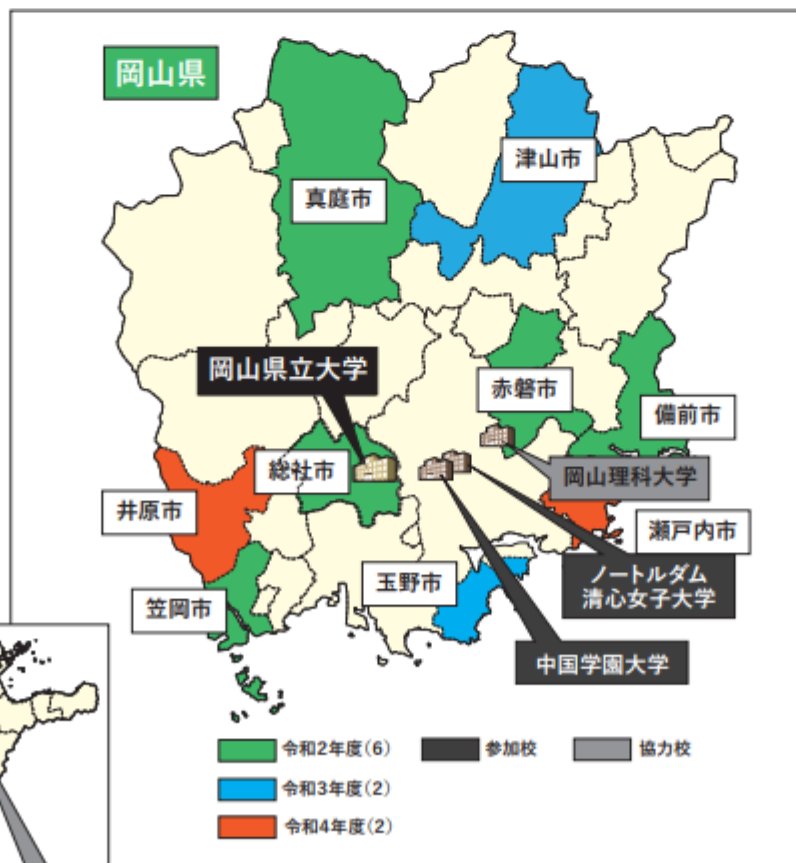 岡山県
津山市
真庭市
岡山県立大学
赤磐市
備前市
総社市
岡山理科大学
井原市
瀬戸内市
玉野市
ノートルダム
清心女子大学
笠岡市
中国学園大学
令和2年度(6)
参加校
協力校
令和3年度(2)
令和4年度(2)